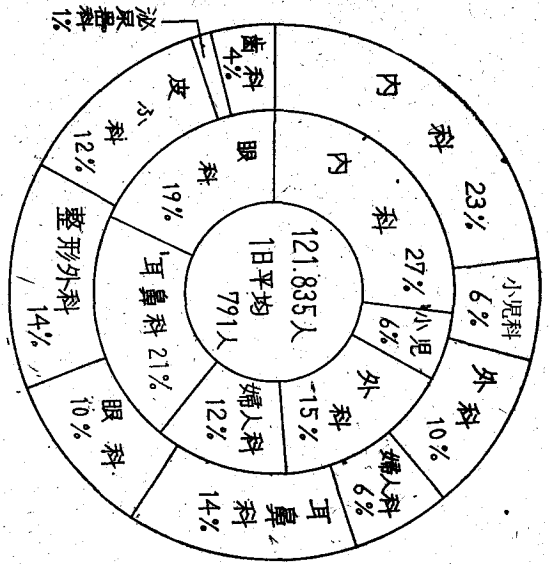 内科
23%
小児科
6%
外科
10%
婦人科
6%
耳鼻科
14%
眼科
10%
整形外科
14%
皮ふ科
12%
泌尿器科
1%
歯科
4%
内科
27%
小児
6%
外科
15%
婦人科
12%
耳鼻科 21%
眼科
19%
121.835人
1日平均
791人